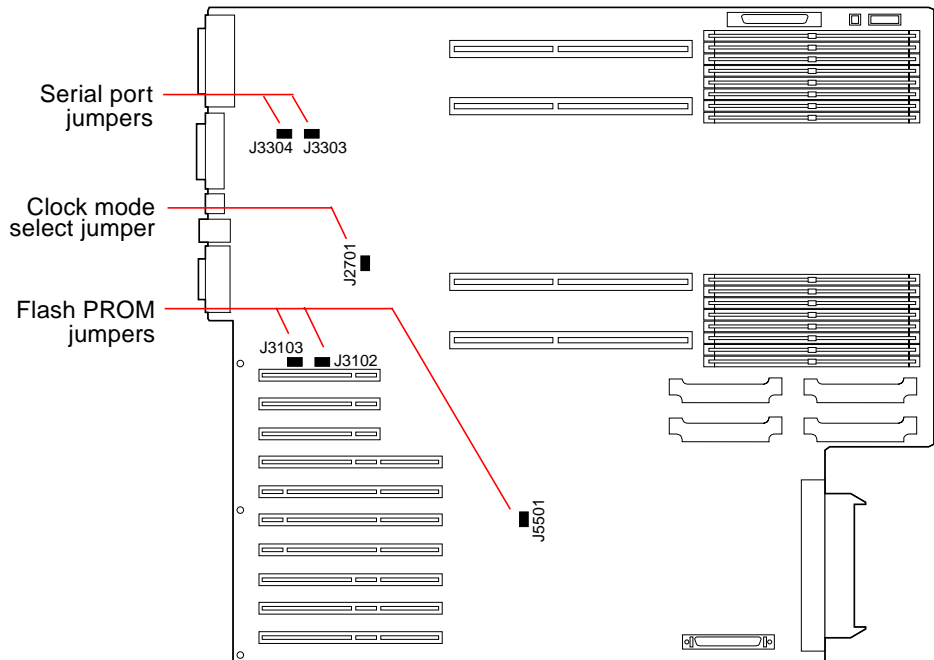 Serial port
jumpers
J3304
J3303
Clock mode
select jumper
J2701
Flash PROM
jumpers
J3103
J3102
J5501